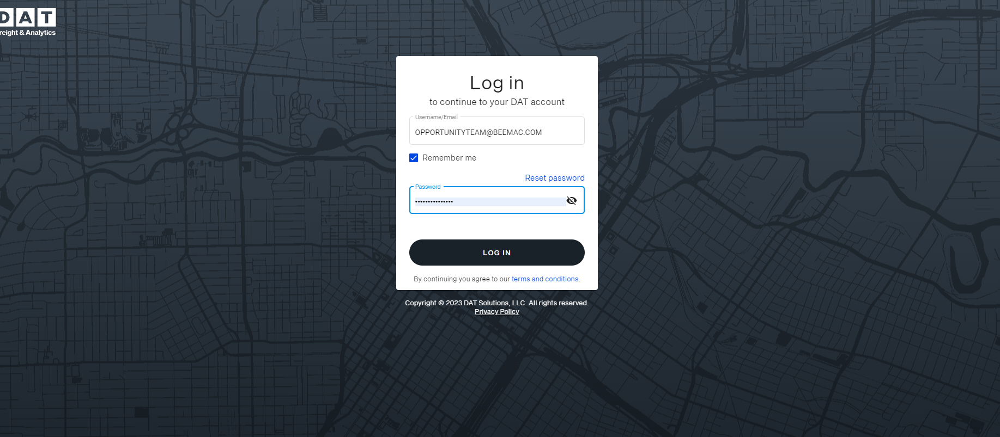 DAT
reight & Analytics
Log in
to continue to your DAT account
Username/Email
OPPORTUNITYTEAM@BEEMAC.COM
Remember me
Reset password
Password
•••••••••••••••
LOG IN
By continuing you agree to our terms and conditions.
Copyright © 2023 DAT Solutions, LLC. All rights reserved.
Privacy Policy